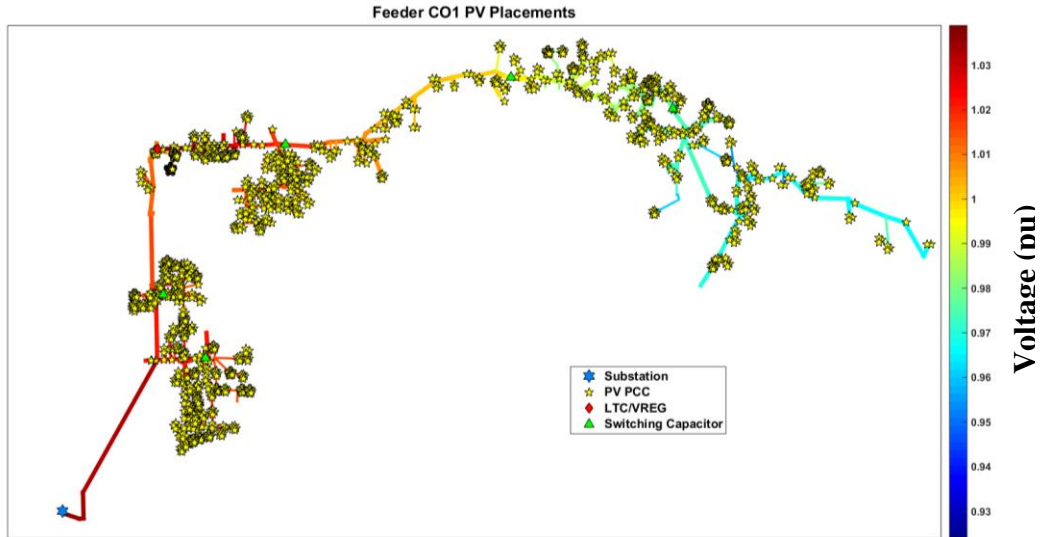 Feeder CO1 PV Placements
1.03
1.02
1.01
1
0.99
0.98
0.97
0.96
0.95
0.94
0.93
Voltage (pu)
Substation
PV PCC
LTC/VREG
Switching Capacitor